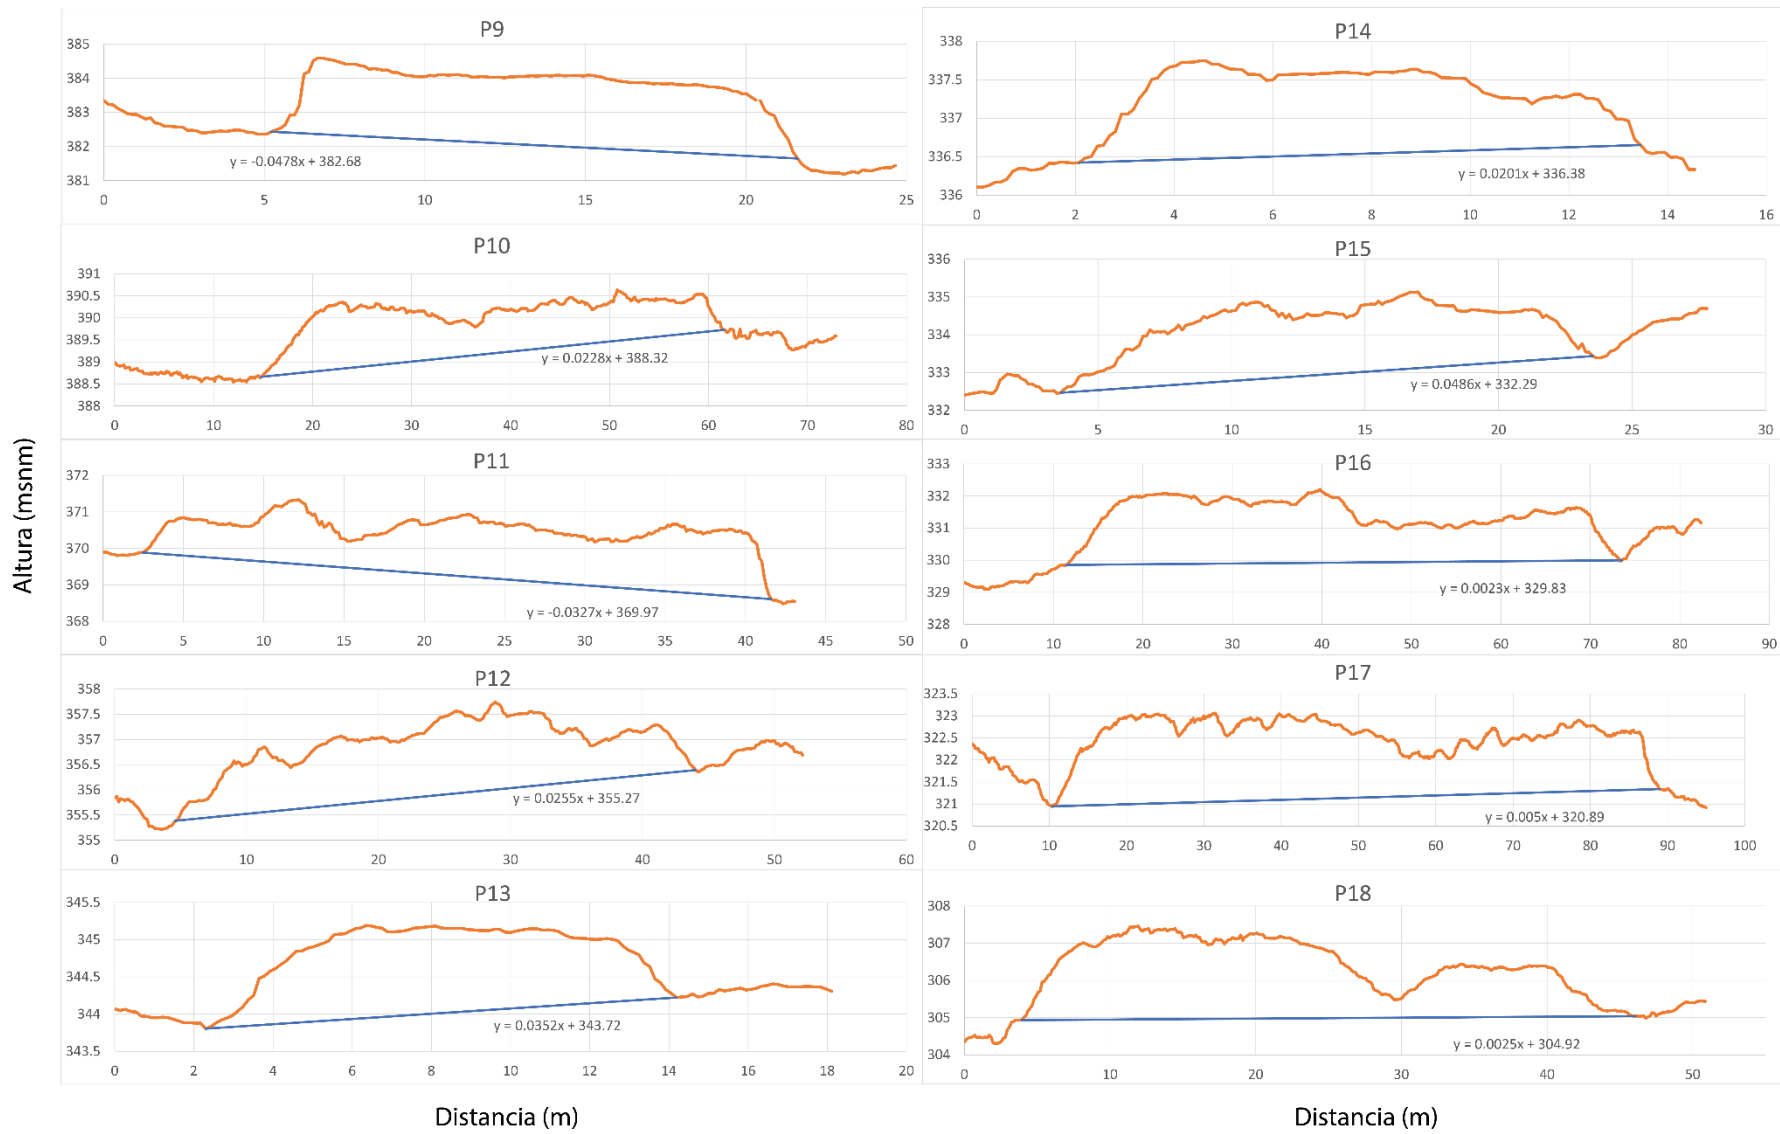 P9
385
384
383
382
381
y = -0.0478x + 382.68
0 5 10 15 20 25
P10
391
390.5
390
389.5
389
388.5
388
y = 0.0228x + 388.32
0 10 20 30 40 50 60 70 80
P11
372
371
370
369
368
y = -0.0327x + 369.97
0 5 10 15 20 25 30 35 40 45 50
P12
358
357.5
357
356.5
356
355.5
355
y = 0.0255x + 355.27
0 10 20 30 40 50 60
P13
345.5
345
344.5
344
343.5
y = 0.0352x + 343.72
0 2 4 6 8 10 12 14 16 18 20
Altura (msnm)
Distancia (m)
P14
338
337.5
337
336.5
336
y = 0.0201x + 336.38
0 2 4 6 8 10 12 14 16
P15
336
335
334
333
332
y = 0.0486x + 332.29
0 5 10 15 20 25 30
P16
333
332
331
330
329
328
y = 0.0023x + 329.83
0 10 20 30 40 50 60 70 80 90
P17
323.5
323
322.5
322
321.5
321
320.5
y = 0.005x + 320.89
0 10 20 30 40 50 60 70 80 90 100
P18
308
307
306
305
304
y = 0.0025x + 304.92
0 10 20 30 40 50
Distancia (m)